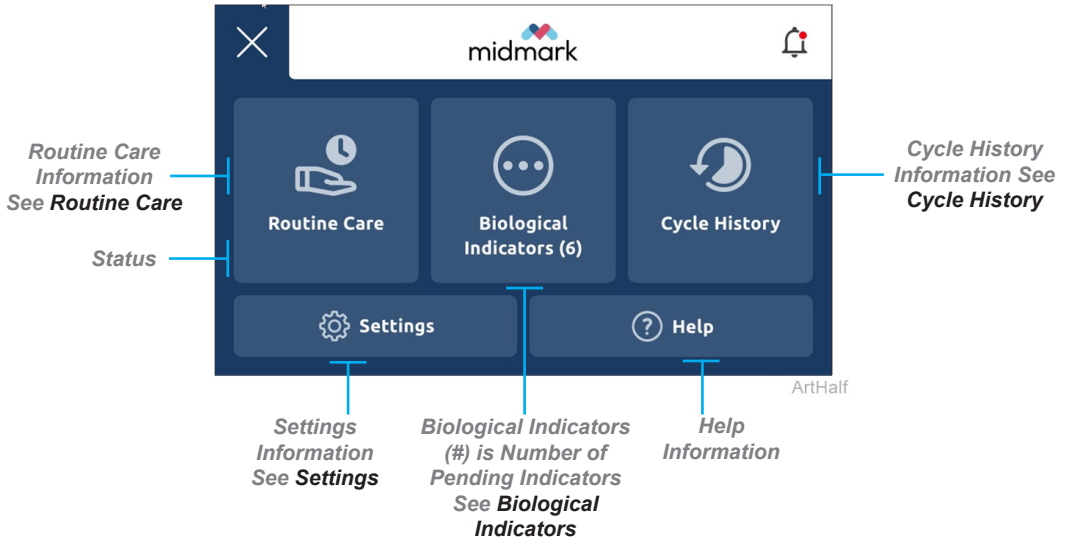 midmark
Routine Care
Information
See Routine Care
Status
Routine Care
Biological
Indicators (6)
Cycle History
Cycle History
Information See
Cycle History
Settings
? Help
ArtHalf
Settings
Information
See Settings
Biological Indicators
(#) is Number of
Pending Indicators
See Biological
Indicators
Help
Information